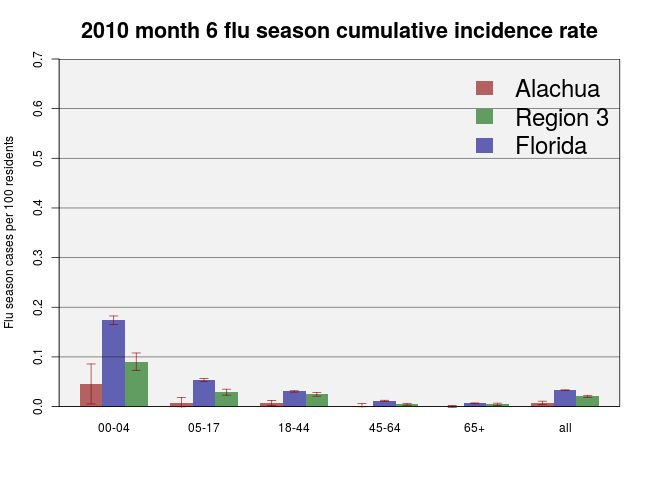 2010 month 6 flu season cumulative incidence rate
Flu season cases per 100 residents
0.7
0.6
0.5
0.4
0.3
0.2
0.1
0.0
Alachua
Region 3
Florida
00-04 05-17 18-44 45-64 65+ all